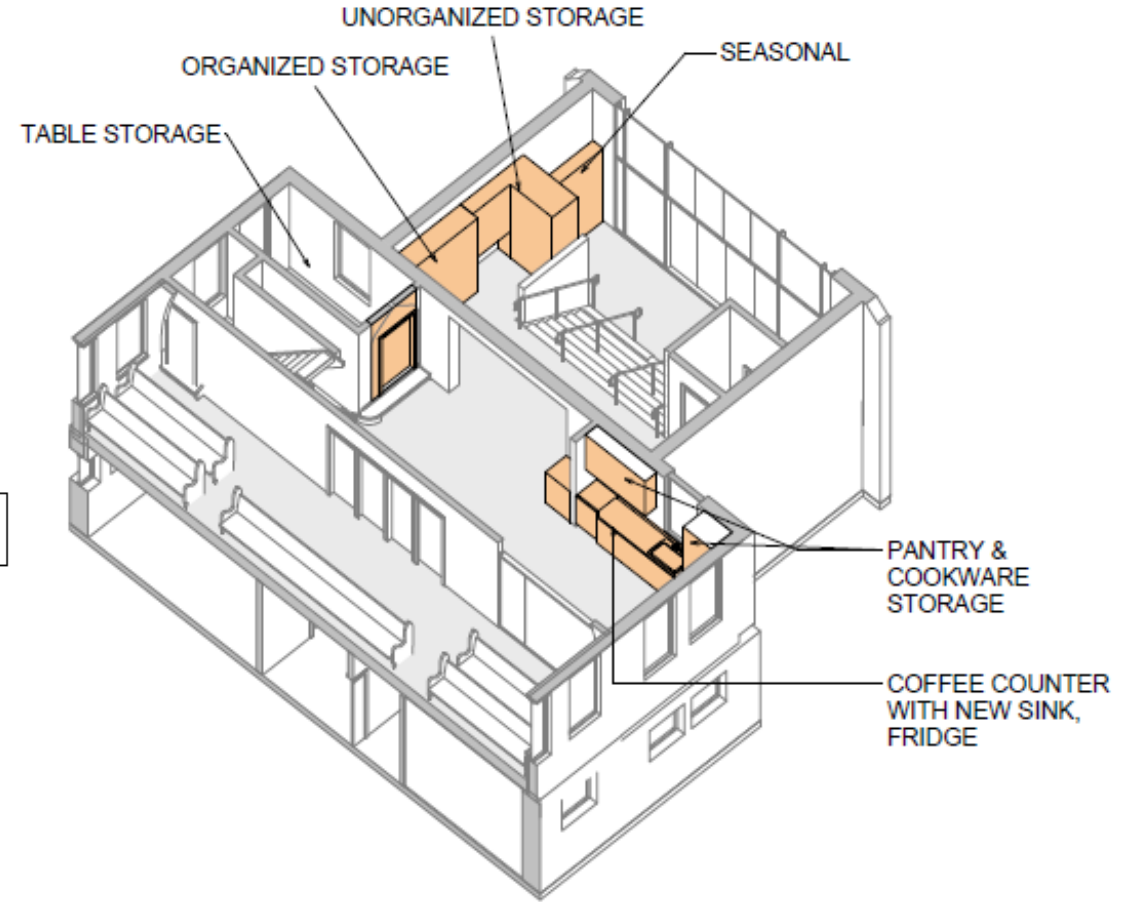 UNORGANIZED STORAGE
SEASONAL
ORGANIZED STORAGE
TABLE STORAGE
PANTRY &
COOKWARE
STORAGE
COFFEE COUNTER
WITH NEW SINK,
FRIDGE